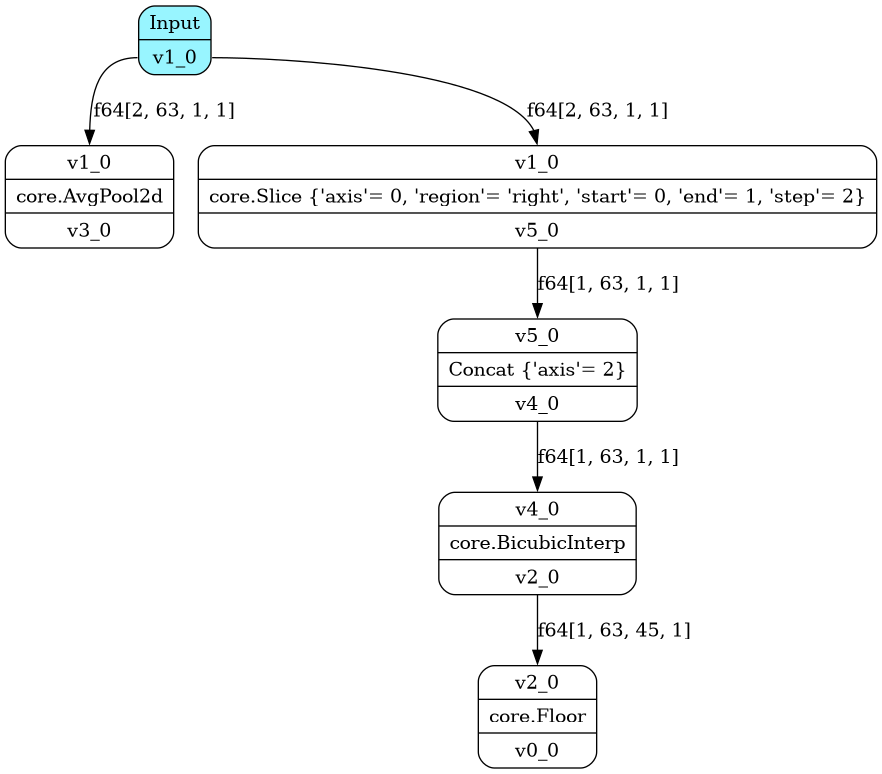 Input
v1_0
f64[2, 63, 1, 1]
f64[2, 63, 1, 1]
v1_0
core.AvgPool2d
v3_0
v1_0
core.Slice {'axis'= 0, 'region'= 'right', 'start'= 0, 'end'= 1, 'step'= 2}
v5_0
f64[1, 63, 1, 1]
v5_0
Concat {'axis'= 2}
v4_0
f64[1, 63, 1, 1]
v4_0
core.BicubicInterp
v2_0
f64[1, 63, 45, 1]
v2_0
core.Floor
v0_0